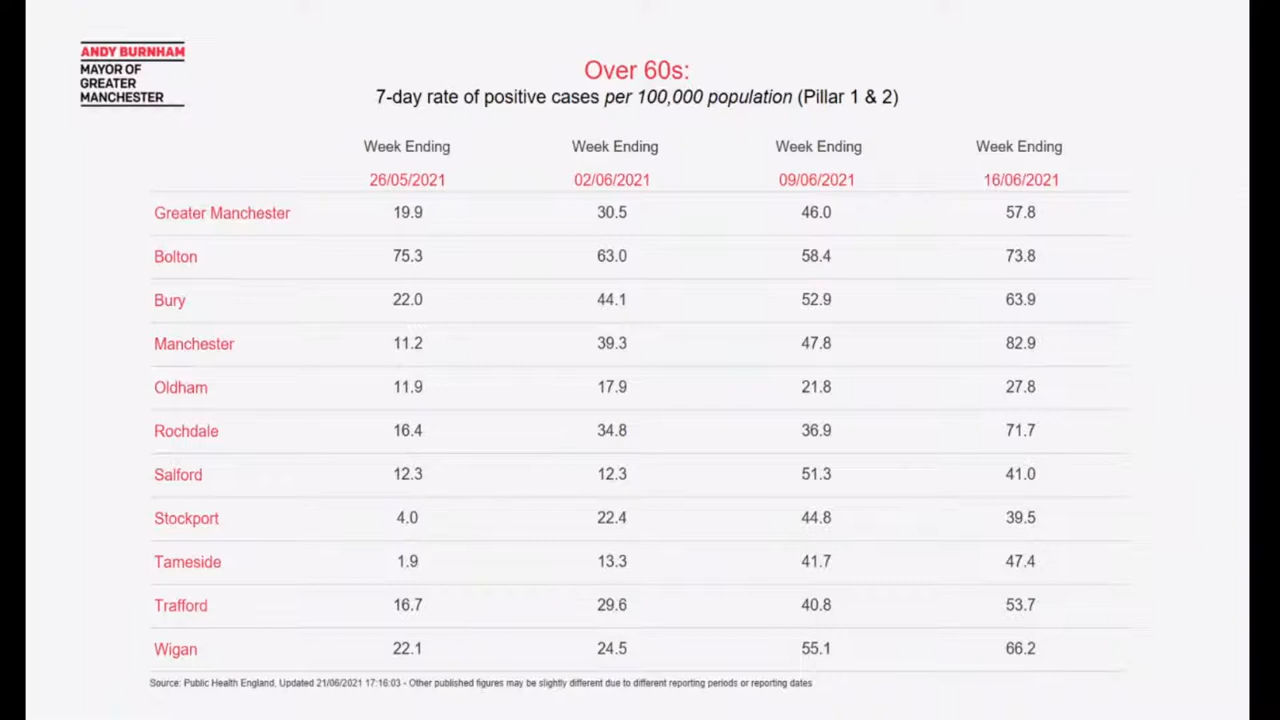 ANDY BURNHAM
MAYOR OF
GREATER
MANCHESTER
Over 60s:
7-day rate of positive cases per 100,000 population (Pillar 1 & 2)
Week Ending Week Ending Week Ending Week Ending
26/05/2021 02/06/2021 09/06/2021 16/06/2021
Greater Manchester 19.9 30.5 46.0 57.8
Bolton 75.3 63.0 58.4 73.8
Bury 22.0 44.1 52.9 63.9
Manchester 11.2 39.3 47.8 82.9
Oldham 11.9 17.9 21.8 27.8
Rochdale 16.4 34.8 36.9 71.7
Salford 12.3 12.3 51.3 41.0
Stockport 4.0 22.4 44.8 39.5
Tameside 1.9 13.3 41.7 47.4
Trafford 16.7 29.6 40.8 53.7
Wigan 22.1 24.5 55.1 66.2
Source: Public Health England, Updated 21/06/2021 17:16:03 - Other published figures may be slightly different due to different reporting periods or reporting dates